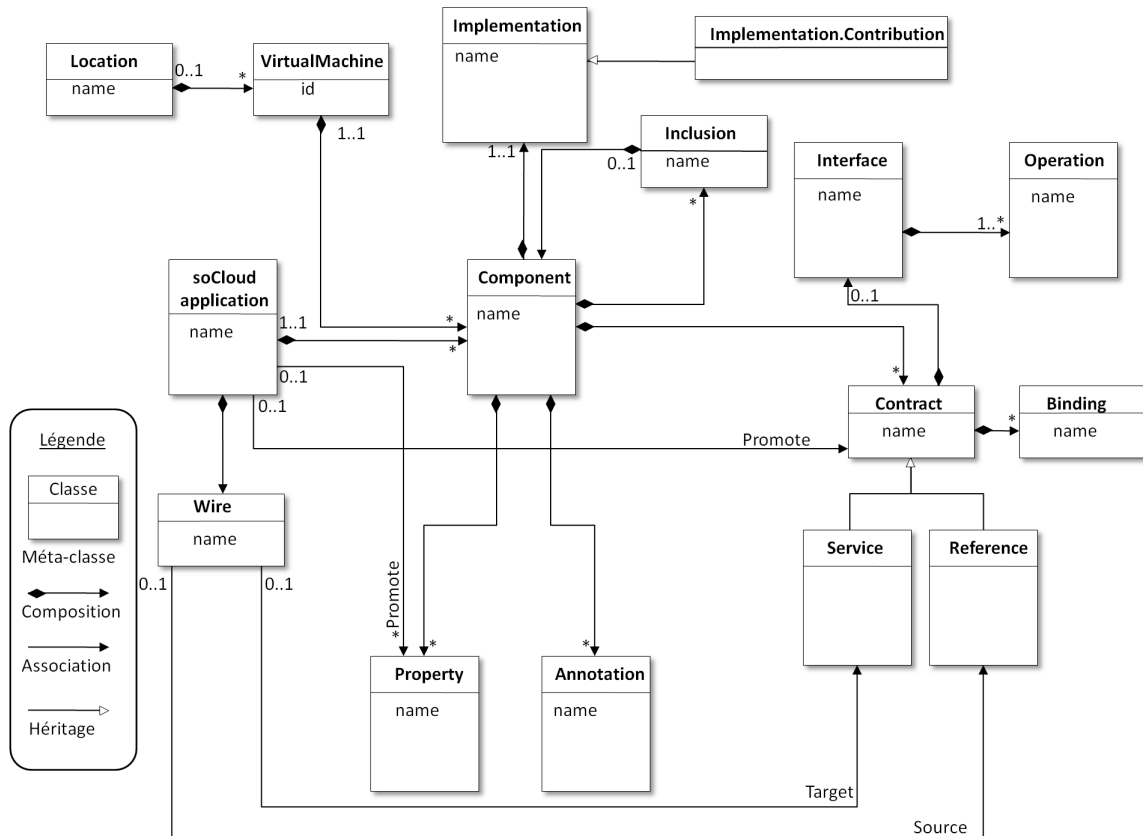 Implementation
name
Implementation.Contribution
Location
name
0..1
*
VirtualMachine
id
1..1
1..1
Inclusion
name
0..1
*
Interface
name
Operation
name
1..*
0..1
soCloud
application
name
1..1
*
*
Component
name
*
0..1
0..1
Promote
Contract
name
*
Binding
name
Légende
Classe
Méta-classe
Composition
Association
Héritage
Wire
name
0..1
0..1
Promote
*
*
Property
name
*
Annotation
name
Service
Reference
Target
Source